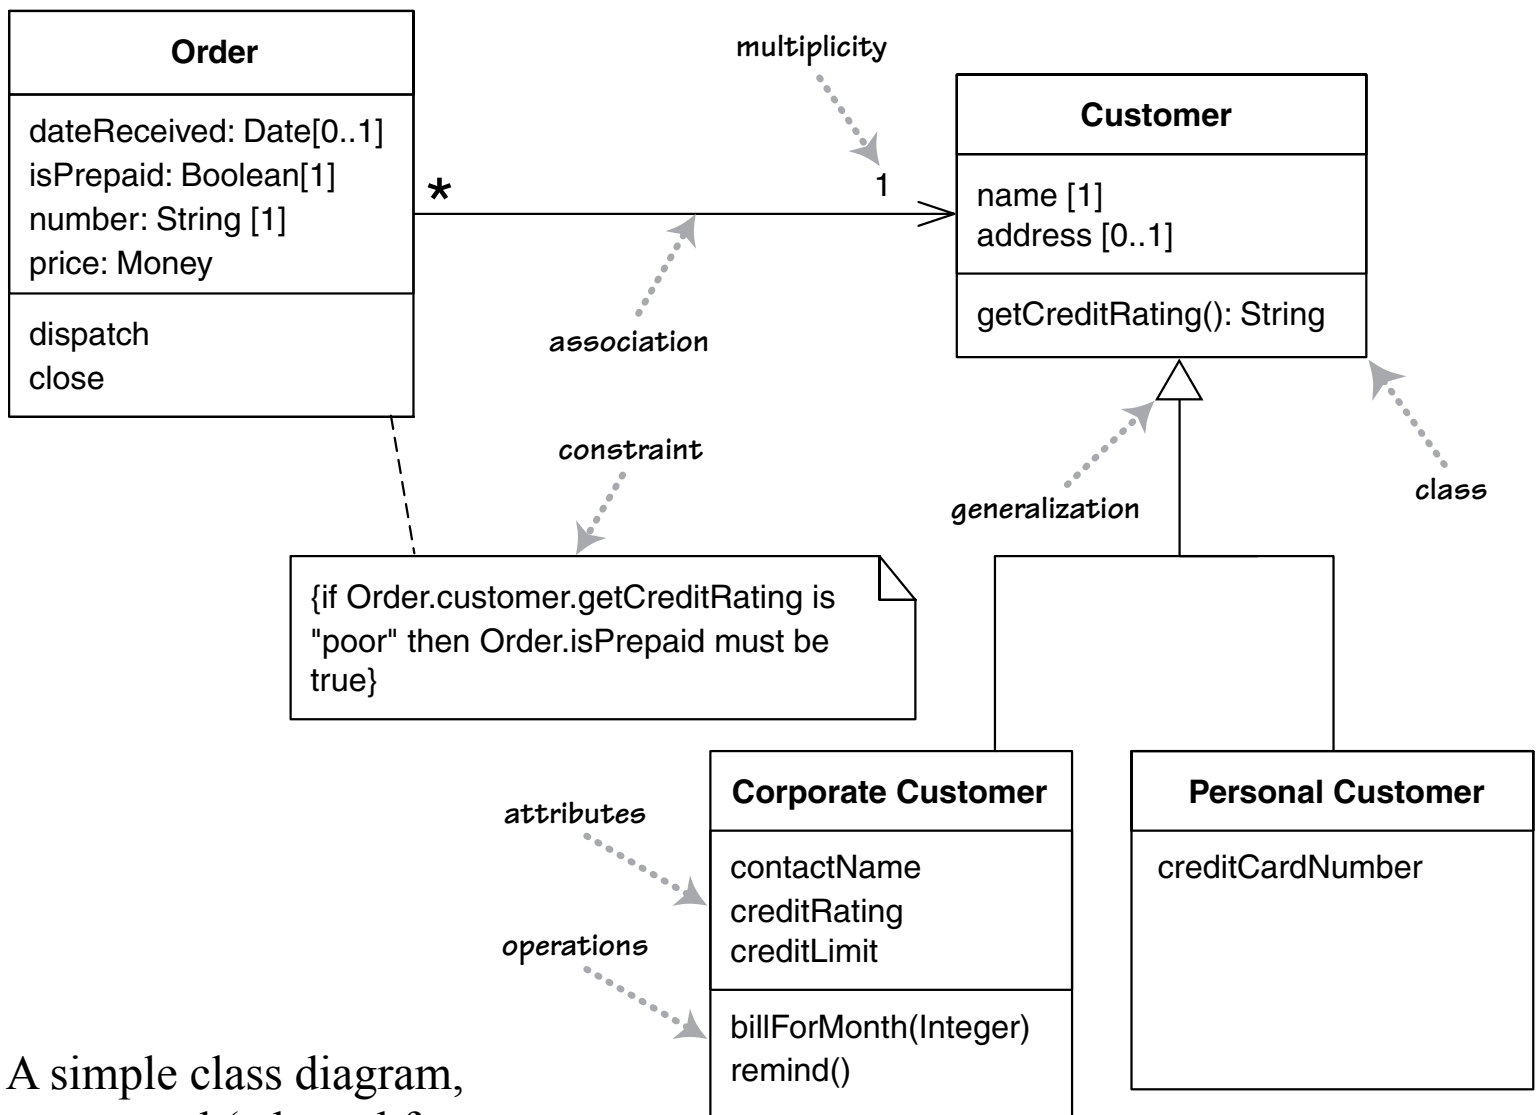 Order
dateReceived: Date[0..1]
isPrepaid: Boolean[1]
number: String [1]
price: Money
dispatch
close
*
multiplicity
1
association
Customer
name [1]
address [0..1]
getCreditRating(): String
class
generalization
constraint
{if Order.customer.getCreditRating is
"poor" then Order.isPrepaid must be
true}
attributes
operations
Corporate Customer
contactName
creditRating
creditLimit
billForMonth(Integer)
remind()
Personal Customer
creditCardNumber
A simple class diagram,